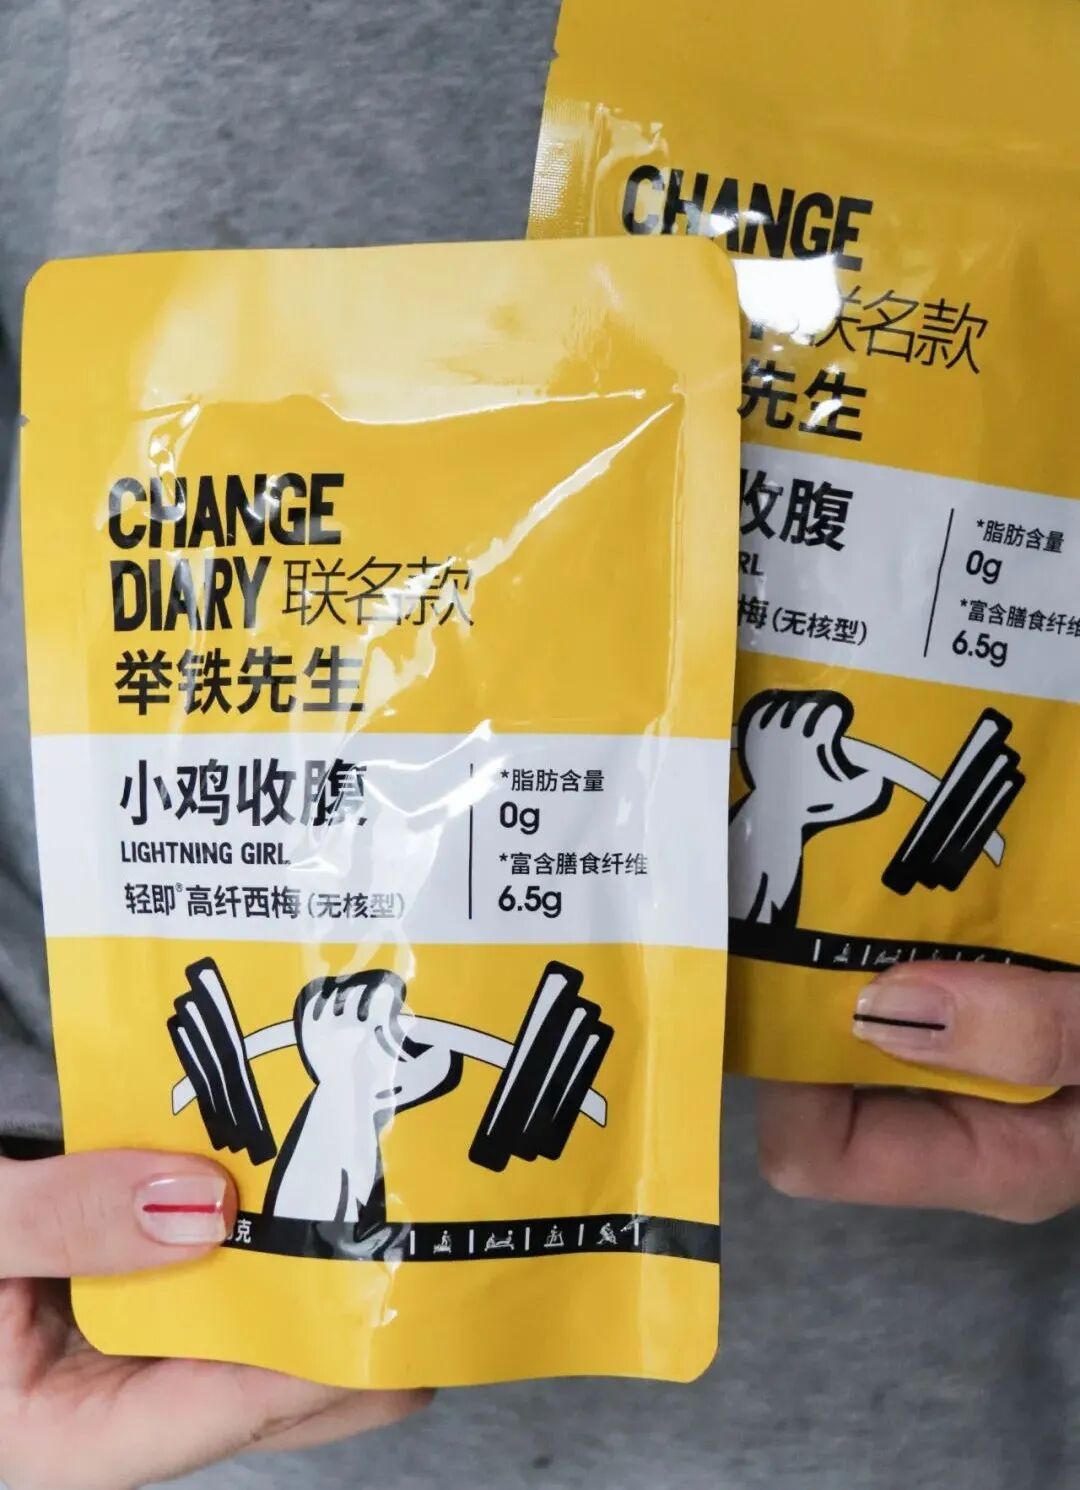 CHANGE
DIARY 联名款
举铁先生
小鸡收腹
LIGHTNING GIRL
轻即®高纤西梅(无核型)
*脂肪含量
0g
*富含膳食纤维
6.5g
克
CHANGE
联名款
先生
收腹
RL
梅(无核型)
*脂肪含量
0g
*富含膳食纤维
6.5g